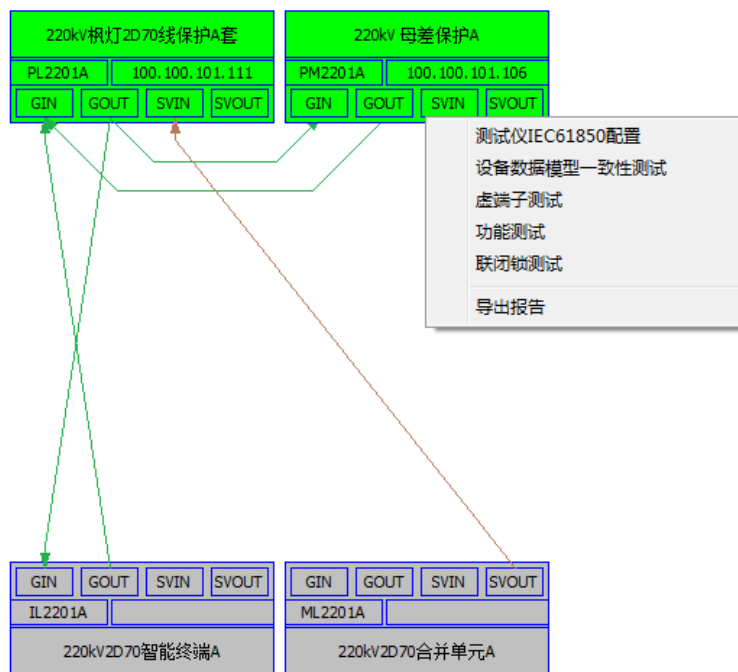 220kV枫灯2D70线保护A套
PL2201A 100.100.101.111
GIN GOUT SVIN SVOUT
220kV 母差保护A
PM2201A 100.100.101.106
GIN GOUT SVIN SVOUT
测试仪IEC61850配置
设备数据模型一致性测试
虚端子测试
功能测试
联闭锁测试
导出报告
GIN GOUT SVIN SVOUT
IL2201A
220kV2D70智能终端A
GIN GOUT SVIN SVOUT
ML2201A
220kV2D70合并单元A